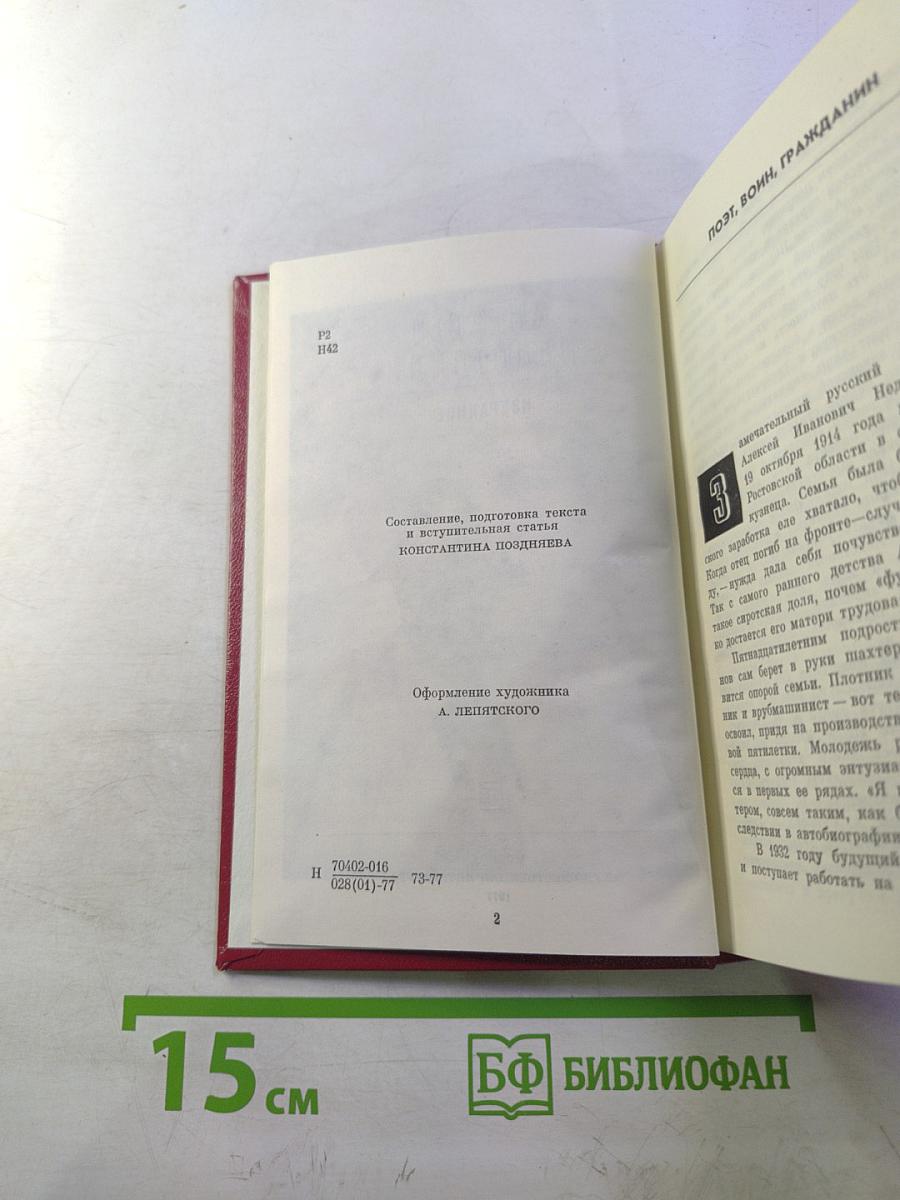 Р2
Н42
Составление, подготовка текста
и вступительная статья
КОНСТАНТИНА ПОЗДНЯЕВА
Оформление художника
А. ЛЕПЯТСКОГО
Н 70402-016
028(01)-77 73-77
2
ПОЭТ, ВОИН, ГРАЖДАНИН
Замечательный русский
Алексей Иванович Нед
19 октября 1914 года
Ростовской области в
кузнеца. Семья была
ского заработка еле хватало, что
Когда отец погиб на фронте—случ
ду,—нужда дала себя почувств
Так с самого раннего детства
такое сиротская доля, почем «фу
ко достается его матери трудова
Пятнадцатилетним подрост
нов сам берет в руки шахтер
вится опорой семьи. Плотник
ник и врубмашинист—вот те
освоил, придя на производств
вой пятилетки. Молодежь
сердца, с огромным энтузиа
ся в первых ее рядах. «Я
тером, совсем таким, как
следствии в автобиографии
В 1932 году будущий
и поступает работать на
15 см
БФ БИБЛИОФАН